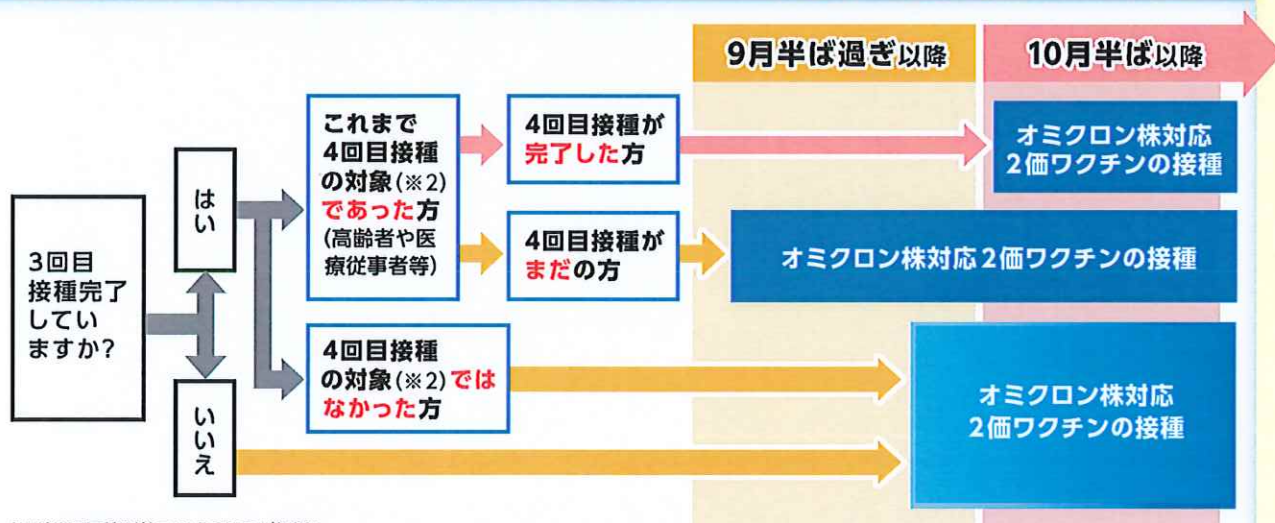 9月半ば過ぎ以降
10月半ば以降
3回目
接種完了
してい
ますか?
はい
いいえ
これまで
4回目接種
の対象(※2)
であった方
(高齢者や医
療従事者等)
4回目接種が
完了した方
オミクロン株対応
2価ワクチンの接種
4回目接種が
まだの方
オミクロン株対応2価ワクチンの接種
4回目接種
の対象(※2)では
なかった方
オミクロン株対応
2価ワクチンの接種